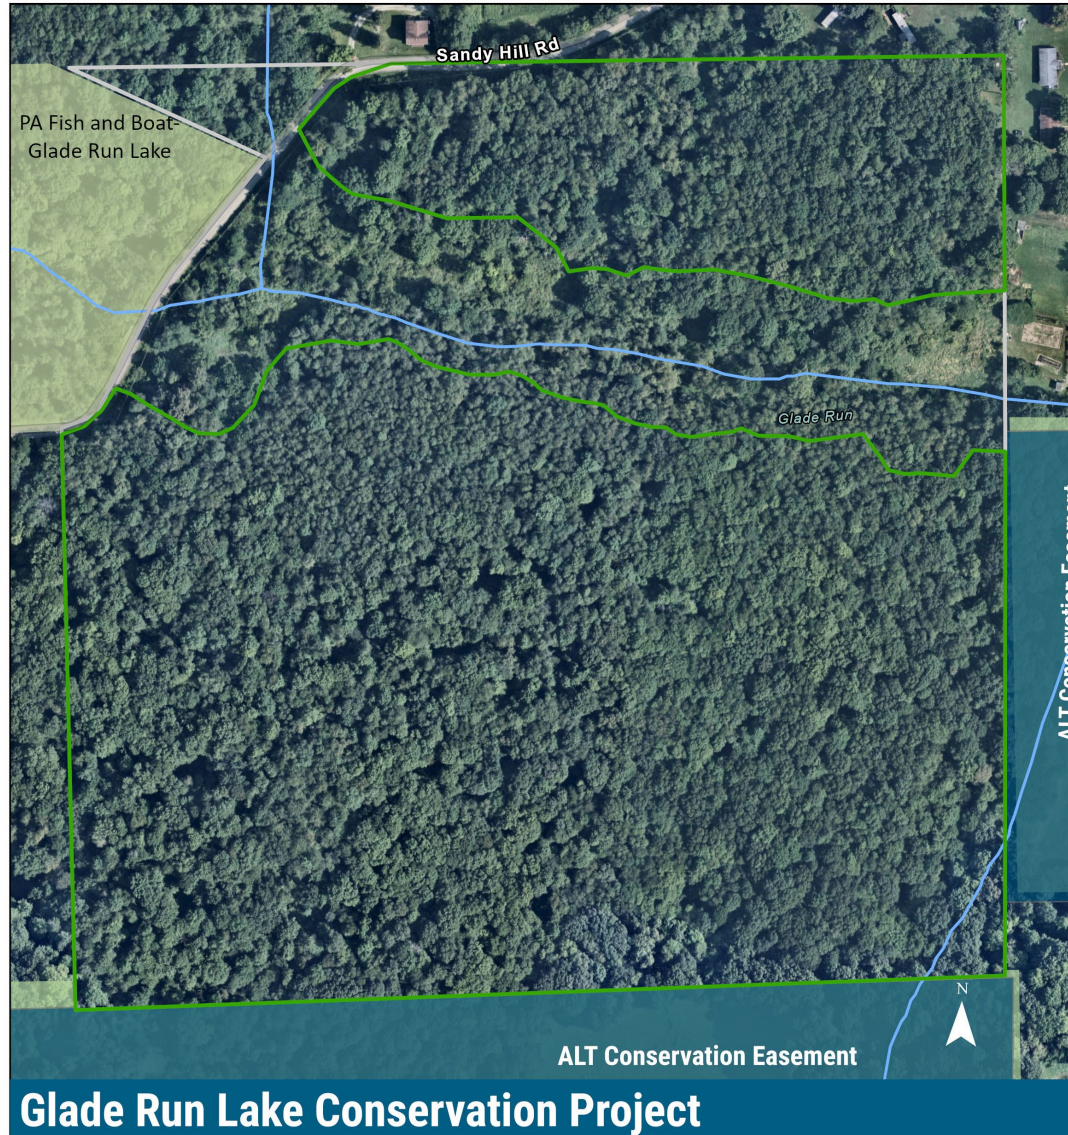 Sandy Hill Rd
PA Fish and Boat-
Glade Run Lake
Glade Run
ALT Conservation Easement
N
ALT Conservation Easement
Glade Run Lake Conservation Project